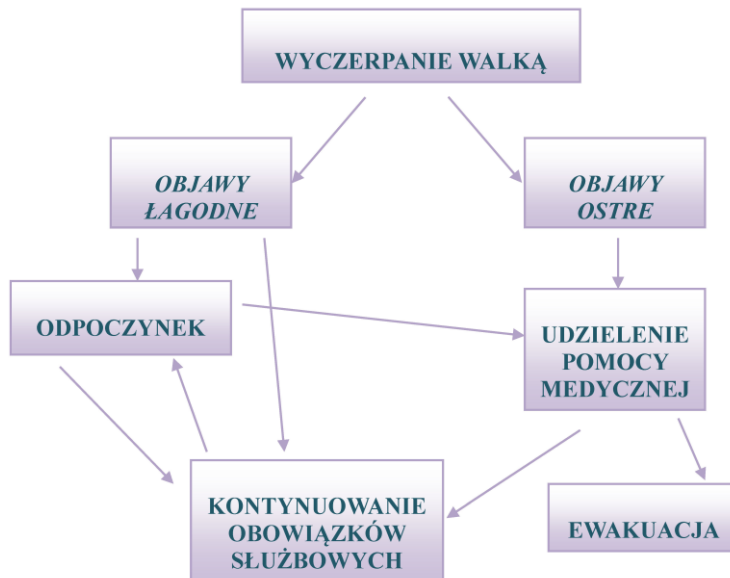 WYCZERPANIE WALKĄ
OBJAWY
ŁAGODNE
OBJAWY
OSTRE
ODPOCZYNEK
UDZIELENIE
POMOCY
MEDYCZNEJ
KONTYNUOWANIE
OBOWIĄZKÓW
SŁUŻBOWYCH
EWAKUACJA